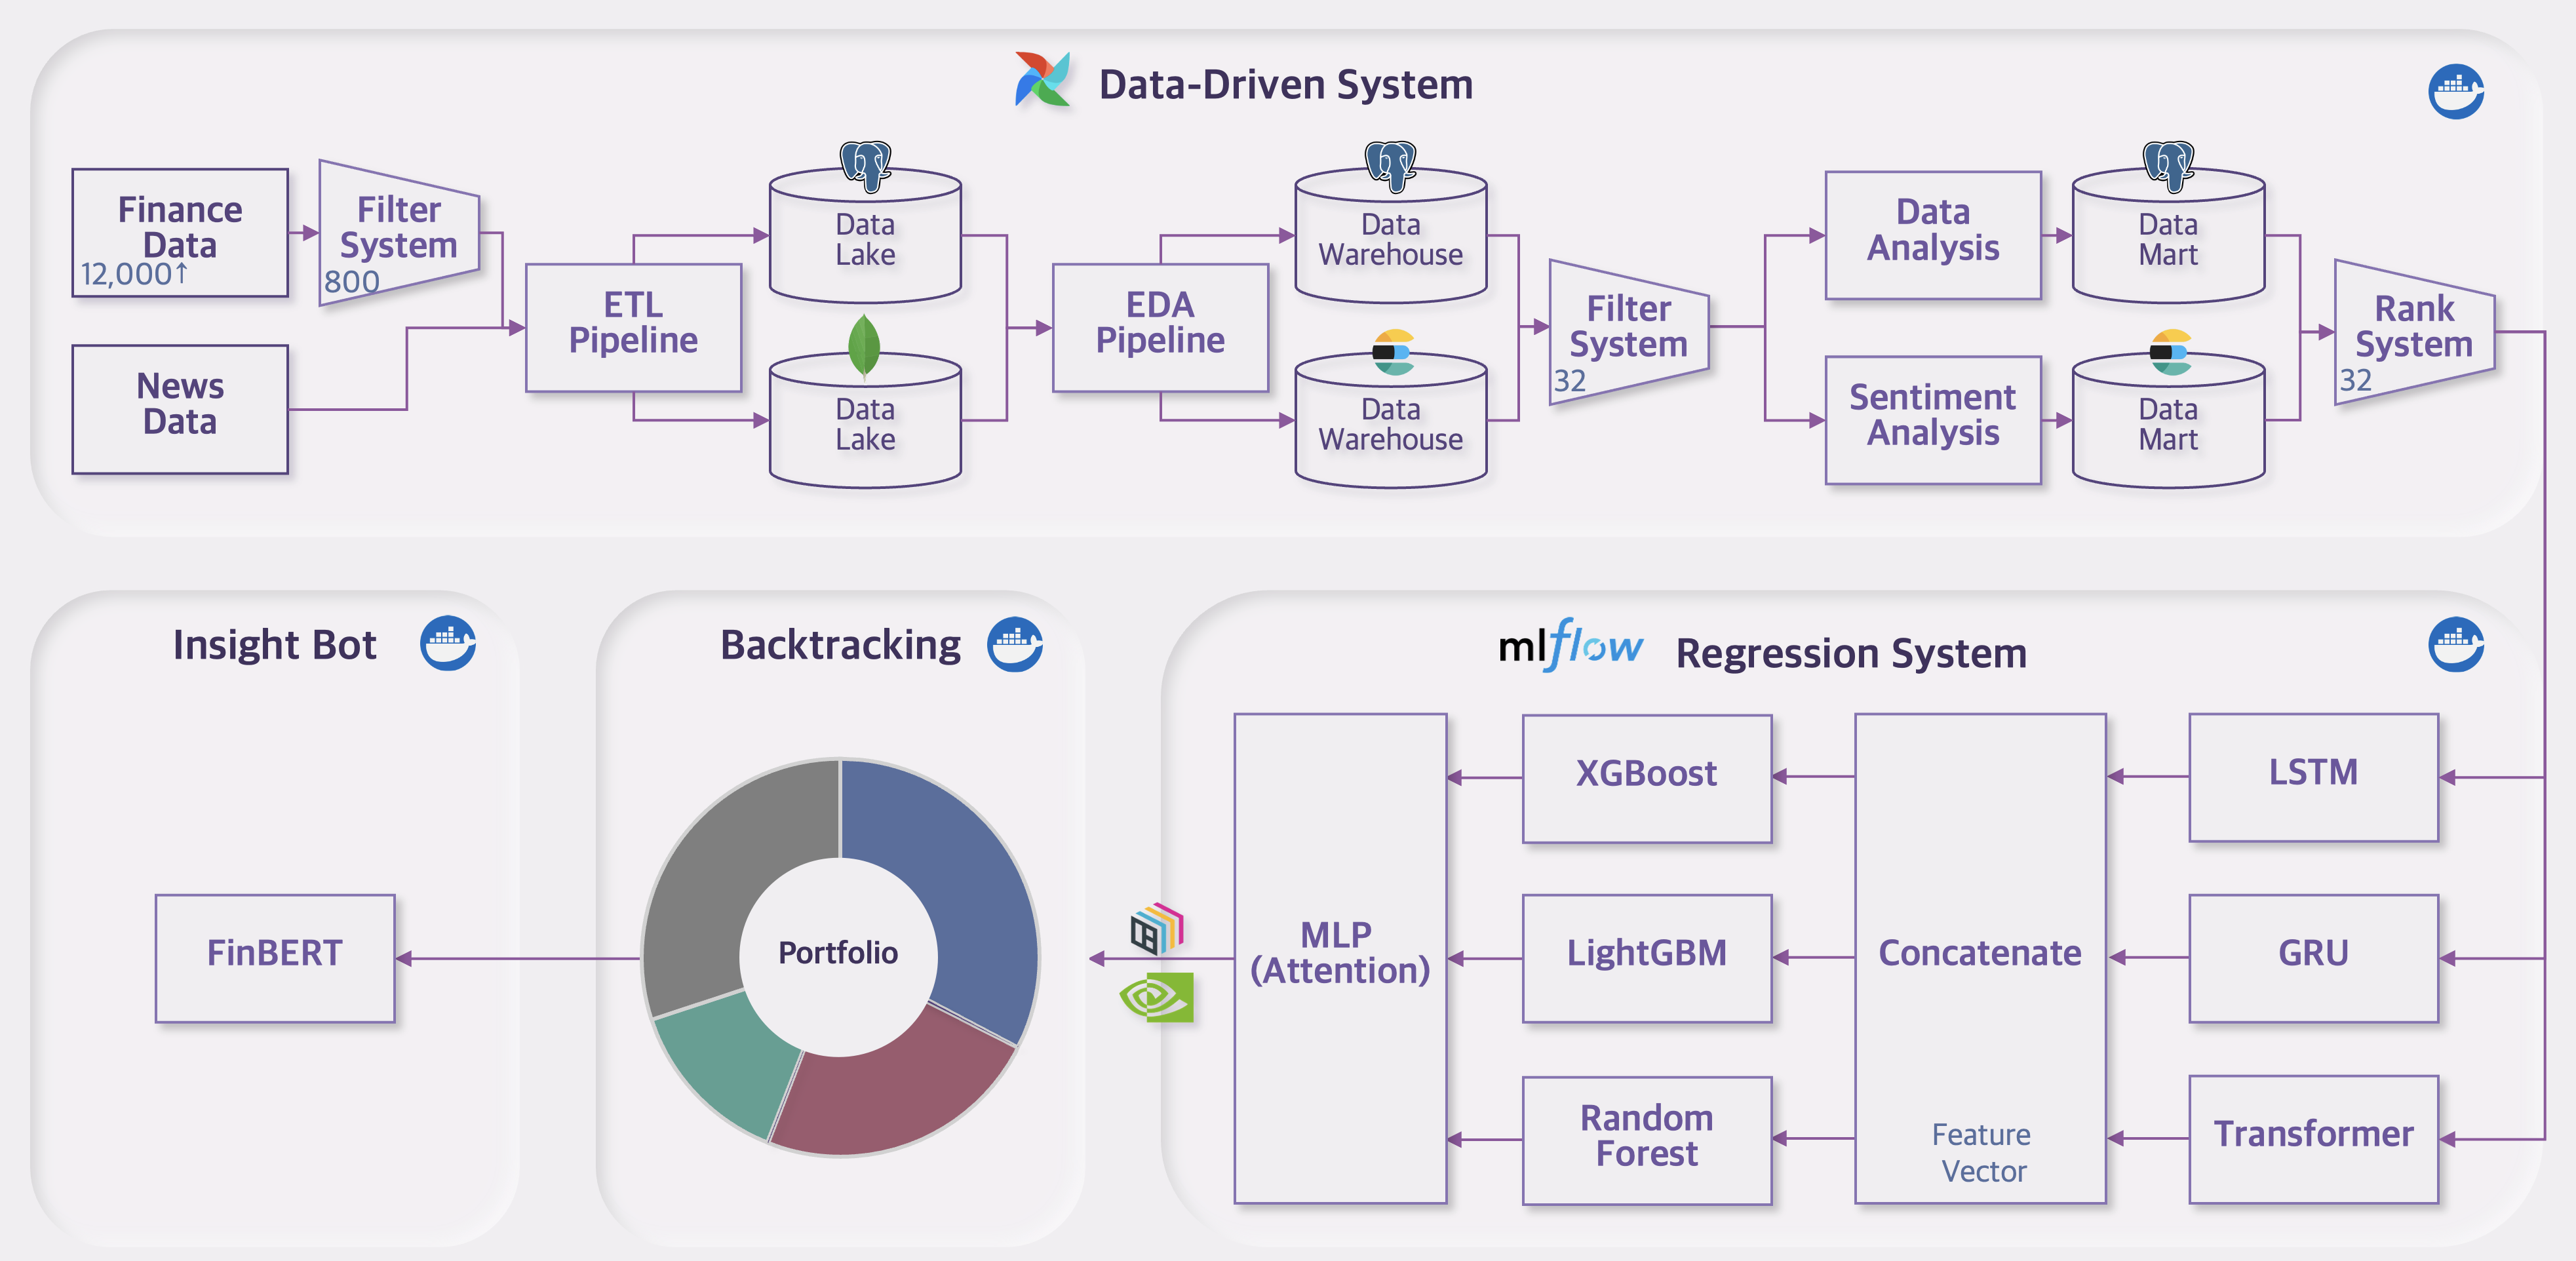 Data-Driven System
Finance
Data
12,000↑
Filter
System
800
News
Data
ETL
Pipeline
Data
Lake
Data
Lake
EDA
Pipeline
Data
Warehouse
Data
Warehouse
Filter
System
32
Data
Analysis
Sentiment
Analysis
Data
Mart
Data
Mart
Rank
System
32
Insight Bot
FinBERT
Backtracking
Portfolio
mlflow
Regression System
MLP
(Attention)
XGBoost
LightGBM
Random
Forest
Concatenate
Feature
Vector
LSTM
GRU
Transformer